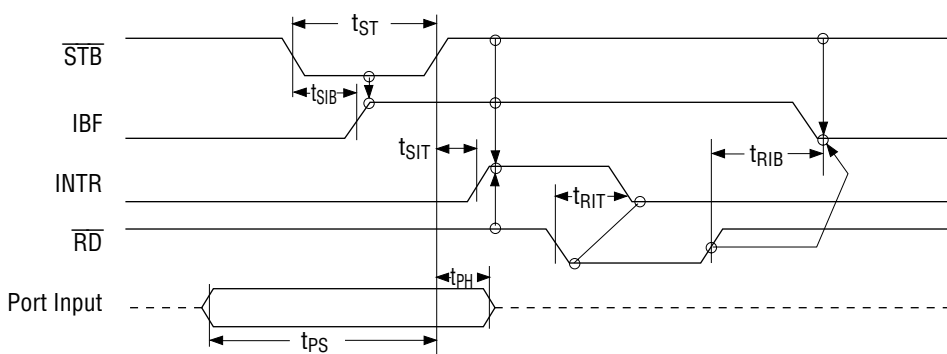 tST
STB
tSIB
IBF
tSIT
tRIB
INTR
tRIT
RD
tPH
Port Input
tPS